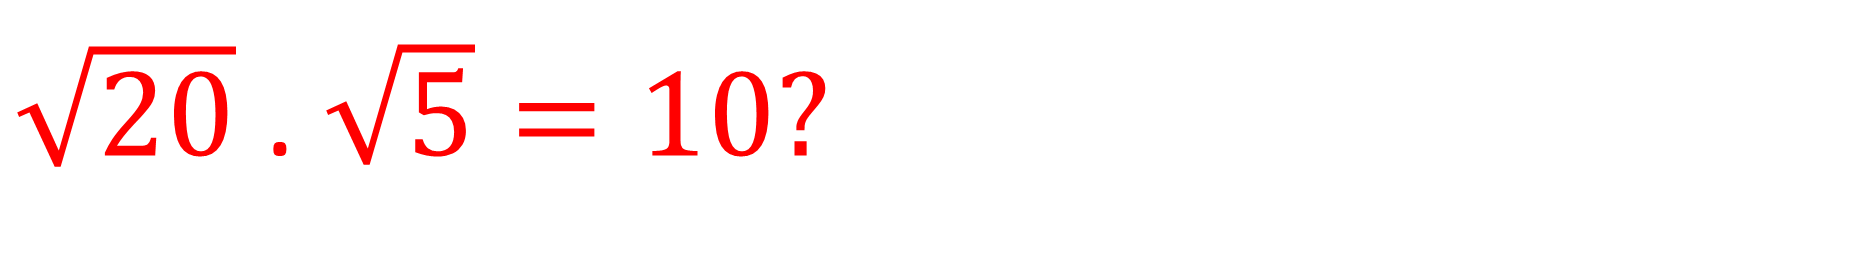 √20 . √5 = 10?